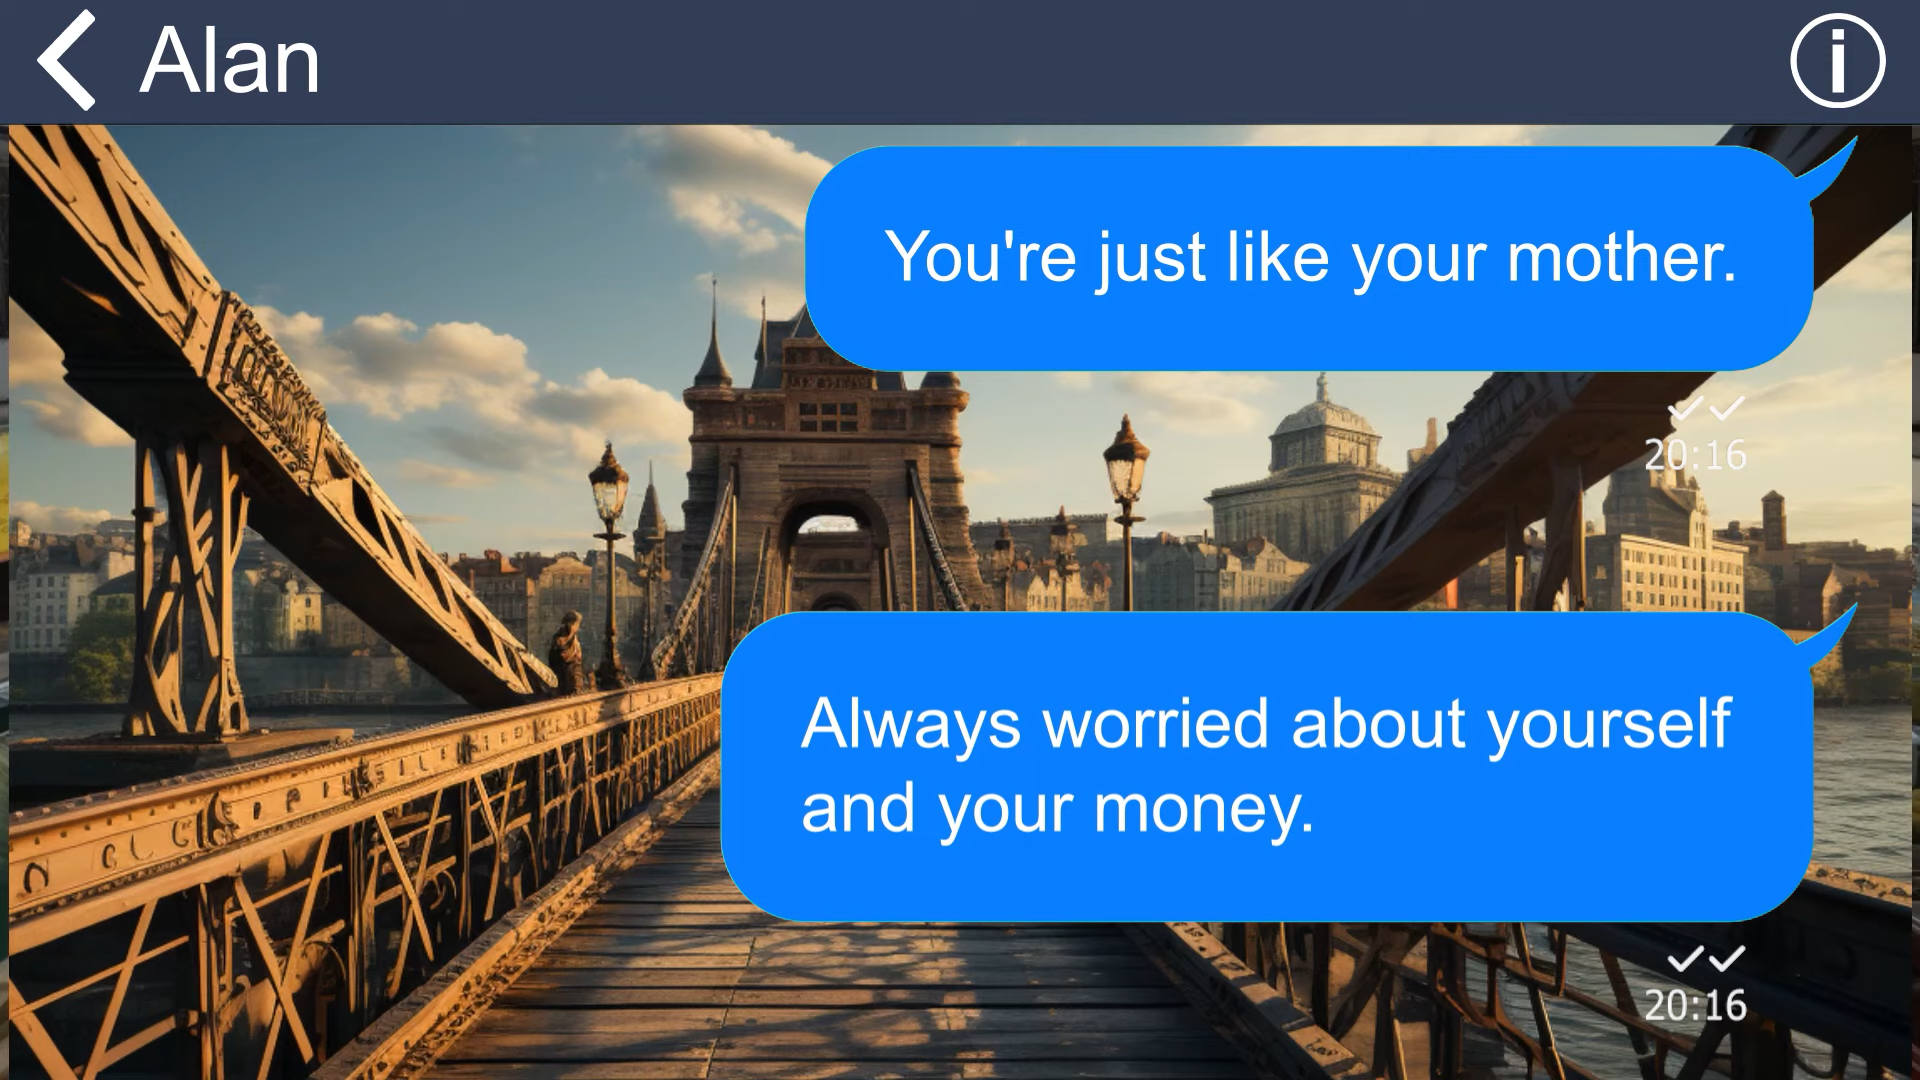 Alan
You're just like your mother.
20:16
Always worried about yourself
and your money.
20:16